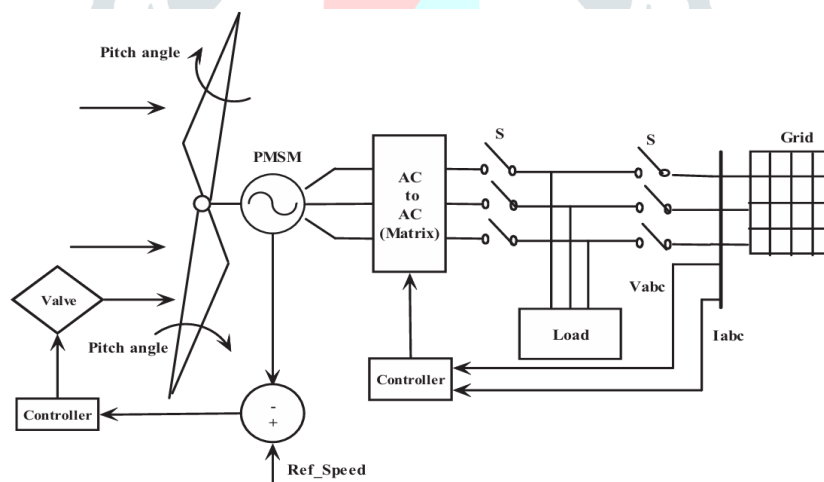 Pitch angle
PMSM
S
S
Grid
AC
to
AC
(Matrix)
Valve
Vabc
Pitch angle
Load
Iabc
Controller
Controller
-
+
Ref_Speed